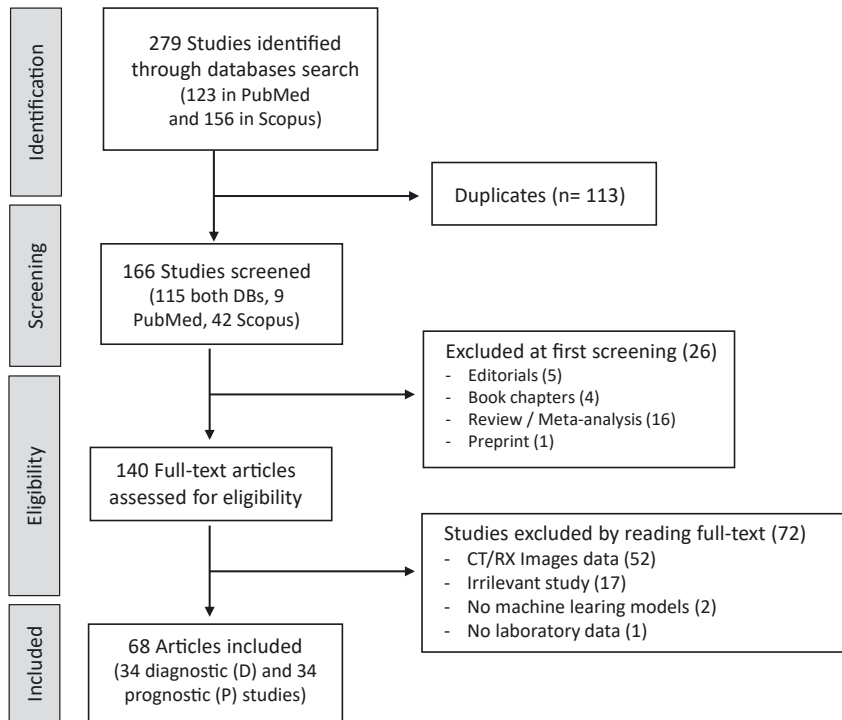 Identification
279 Studies identified
through databases search
(123 in PubMed
and 156 in Scopus)
Duplicates (n= 113)
Screening
166 Studies screened
(115 both DBs, 9
PubMed, 42 Scopus)
Excluded at first screening (26)
- Editorials (5)
- Book chapters (4)
- Review / Meta-analysis (16)
- Preprint (1)
Eligibility
140 Full-text articles
assessed for eligibility
Studies excluded by reading full-text (72)
- CT/RX Images data (52)
- Irrilevant study (17)
- No machine learing models (2)
- No laboratory data (1)
Included
68 Articles included
(34 diagnostic (D) and 34
prognostic (P) studies)